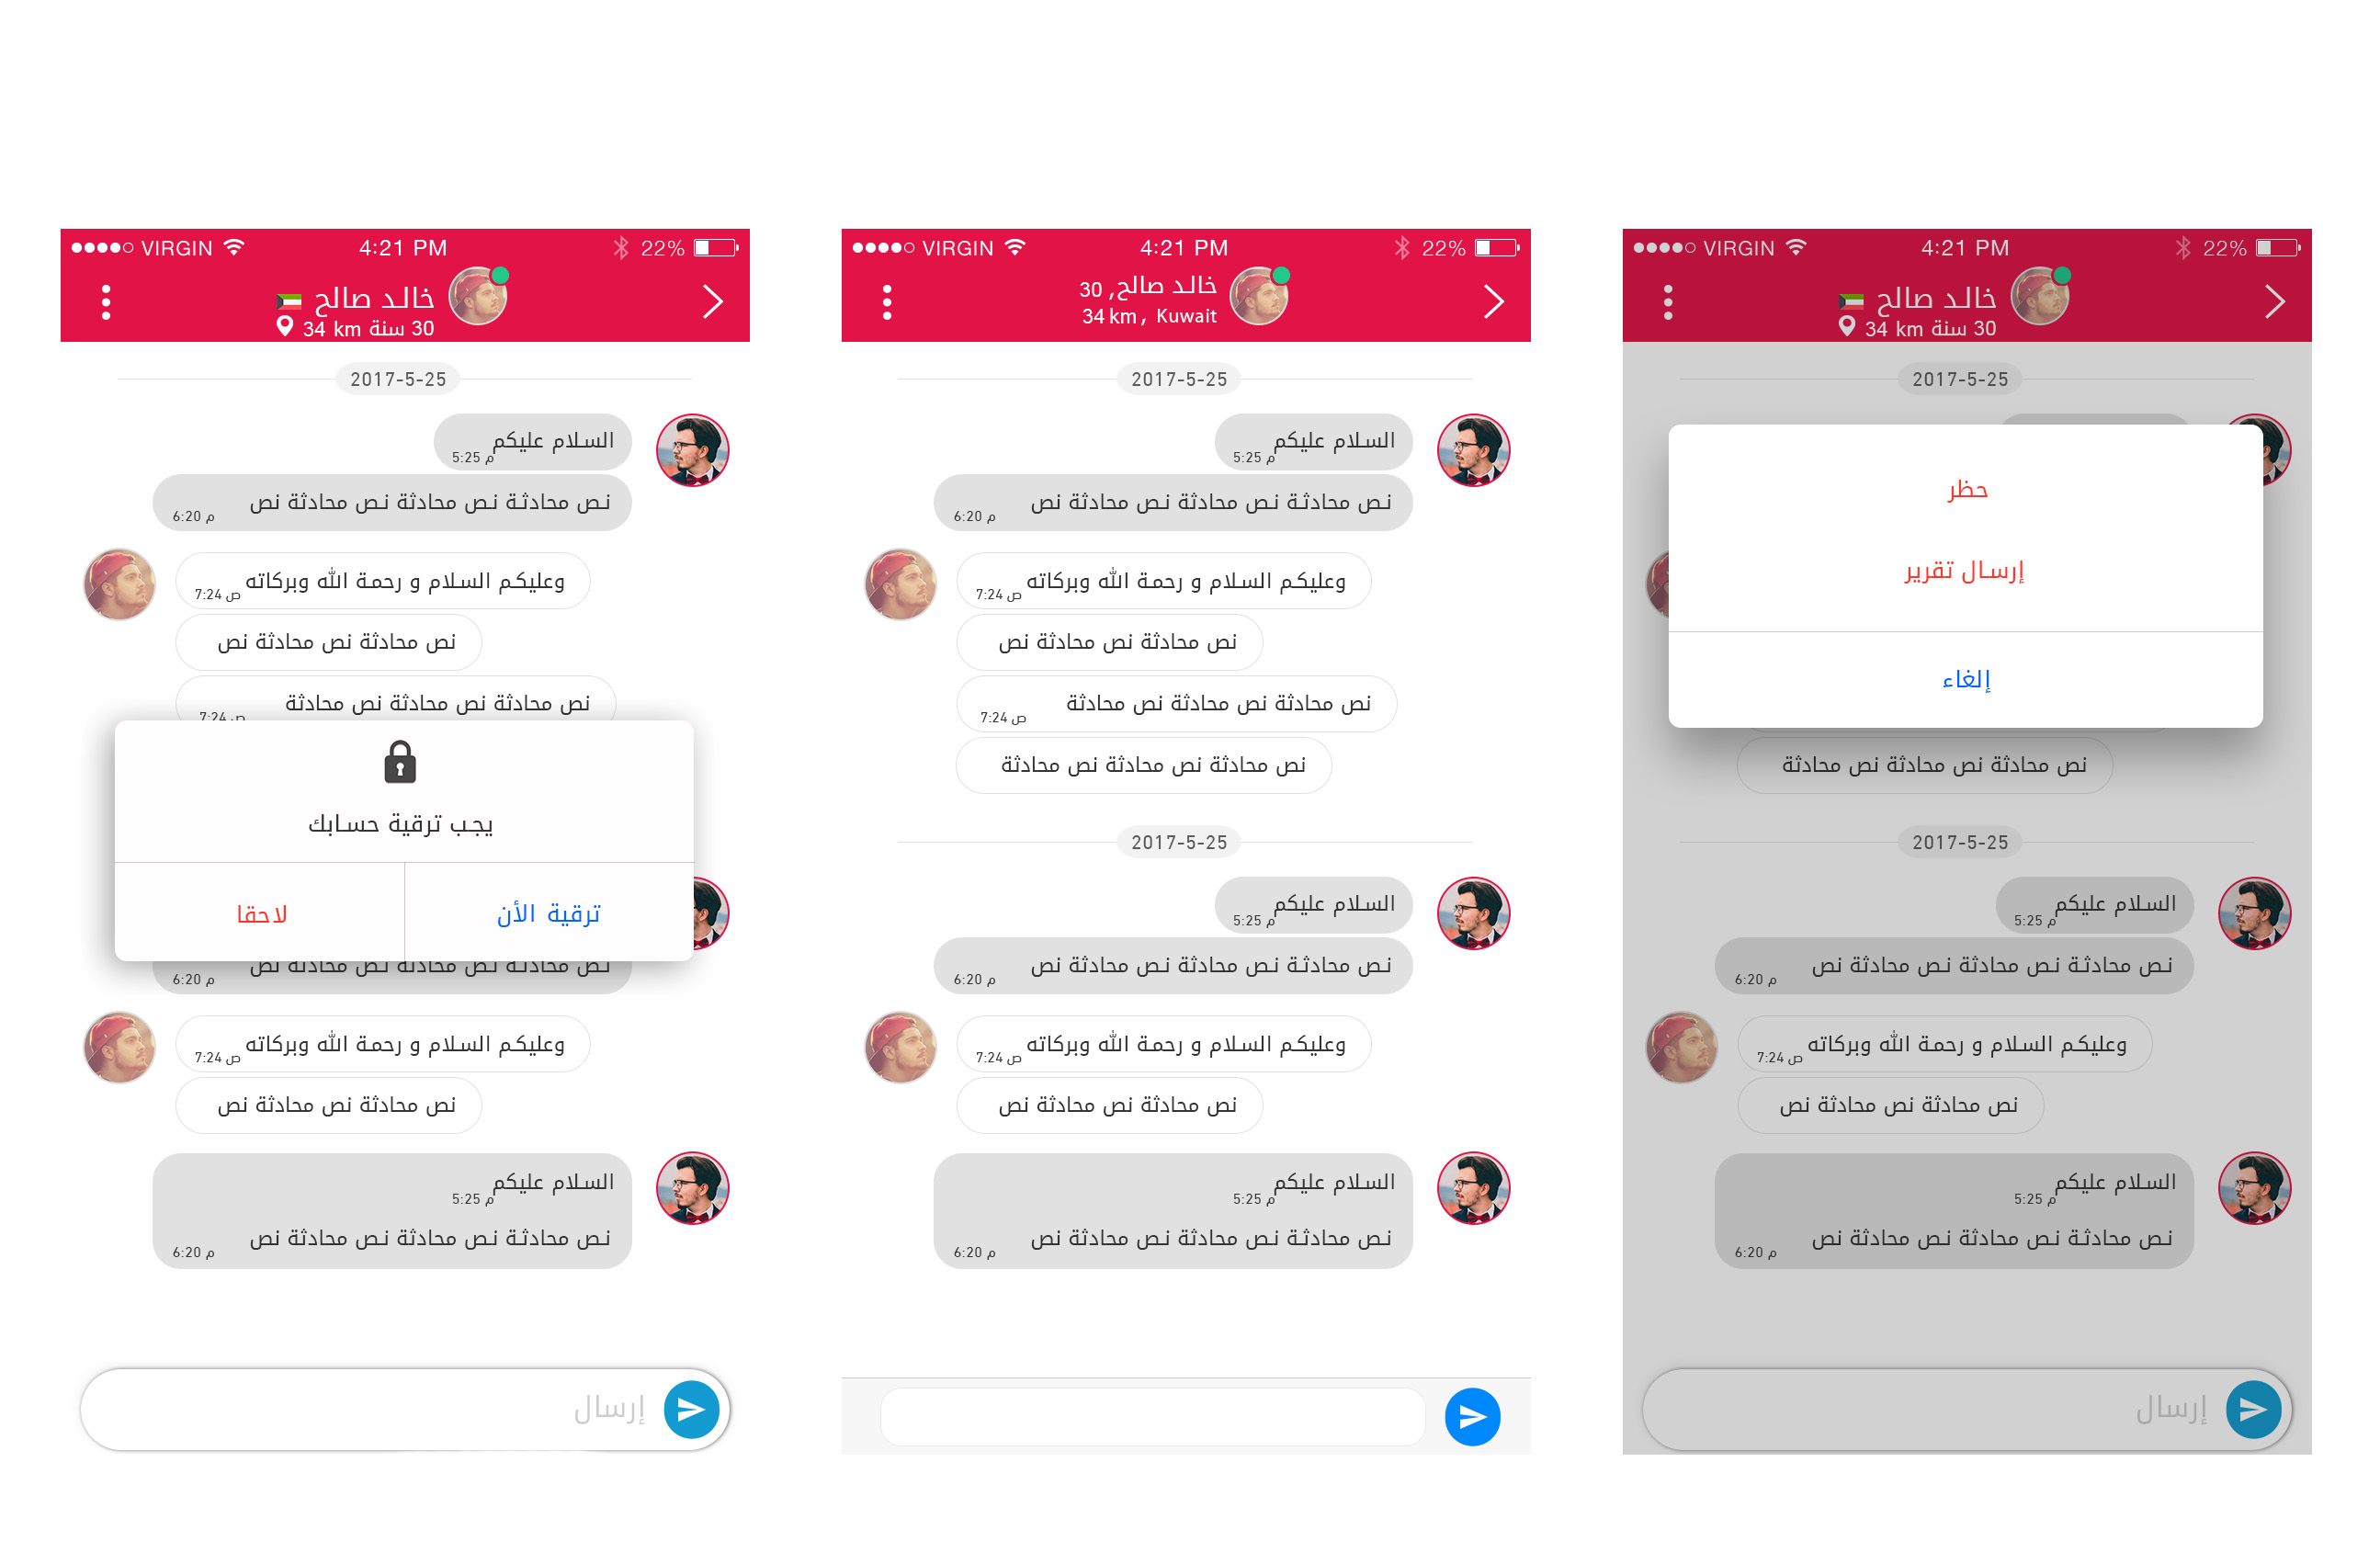 VIRGIN 4:21 PM 22%
خالد صالح
30 سنة 34 km
2017-5-25
السلام عليكم
5:25 م
نص محادثة نص محادثة نص محادثة نص
6:20 م
وعليكم السلام و رحمة الله وبركاته
7:24 ص
نص محادثة نص محادثة نص
نص محادثة نص محادثة نص محادثة
7:24 ص
يجب ترقية حسابك
ترقية الأن
لاحقا
نص محادثة نص محادثة نص محادثة نص
6:20 م
وعليكم السلام و رحمة الله وبركاته
7:24 ص
نص محادثة نص محادثة نص
السلام عليكم
5:25 م
نص محادثة نص محادثة نص محادثة نص
6:20 م
إرسال
VIRGIN 4:21 PM 22%
خالد صالح, 30
34 km, Kuwait
2017-5-25
السلام عليكم
5:25 م
نص محادثة نص محادثة نص محادثة نص
6:20 م
وعليكم السلام و رحمة الله وبركاته
7:24 ص
نص محادثة نص محادثة نص
نص محادثة نص محادثة نص محادثة
7:24 ص
نص محادثة نص محادثة نص محادثة
2017-5-25
السلام عليكم
5:25 م
نص محادثة نص محادثة نص محادثة نص
6:20 م
وعليكم السلام و رحمة الله وبركاته
7:24 ص
نص محادثة نص محادثة نص
السلام عليكم
5:25 م
نص محادثة نص محادثة نص محادثة نص
6:20 م
VIRGIN 4:21 PM 22%
خالد صالح
30 سنة 34 km
2017-5-25
حظر
إرسال تقرير
إلغاء
نص محادثة نص محادثة نص محادثة
2017-5-25
السلام عليكم
5:25 م
نص محادثة نص محادثة نص محادثة نص
6:20 م
وعليكم السلام و رحمة الله وبركاته
7:24 ص
نص محادثة نص محادثة نص
السلام عليكم
5:25 م
نص محادثة نص محادثة نص محادثة نص
6:20 م
إرسال